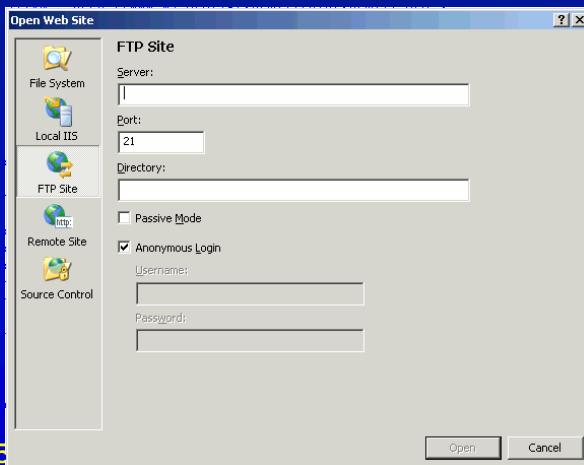 Open Web Site
File System
Local IIS
FTP Site
http:
Remote Site
Source Control
FTP Site
Server:
Port:
21
Directory:
Passive Mode
Anonymous Login
Username:
Password:
Open
Cancel